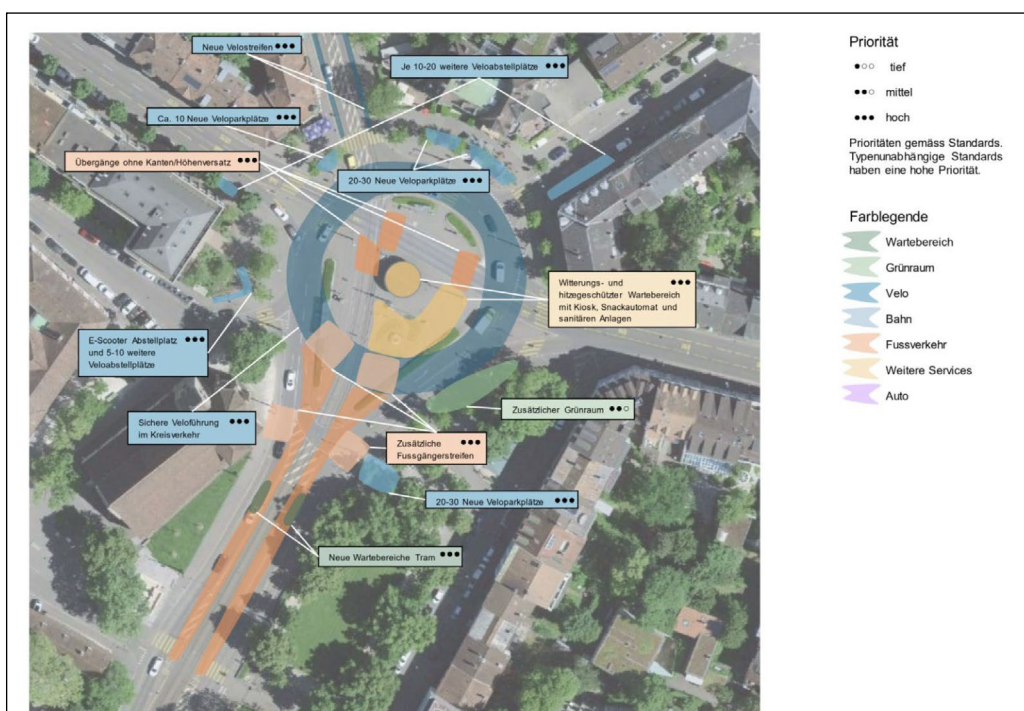 Neue Velostreifen ●●●
Je 10-20 weitere Veloabstellplätze ●●●
Ca. 10 Neue Veloparkplätze ●●●
Übergänge ohne Kanten/Höhenversatz ●●●
20-30 Neue Veloparkplätze ●●●
Witterungs- und ●●●
hitzegeschützter Wartebereich
mit Kiosk, Snackautomat und
sanitären Anlagen
E-Scooter Abstellplatz ●●●
und 5-10 weitere
Veloabstellplätze
Zusätzlicher Grünraum ●●○
Sichere Veloführung ●●●
im Kreisverkehr
Zusätzliche ●●●
Fussgängerstreifen
20-30 Neue Veloparkplätze ●●●
Neue Wartebereiche Tram ●●●
Priorität
●○○ tief
●●○ mittel
●●● hoch
Prioritäten gemäss Standards.
Typenunabhängige Standards
haben eine hohe Priorität.
Farblegende
Wartebereich
Grünraum
Velo
Bahn
Fussverkehr
Weitere Services
Auto